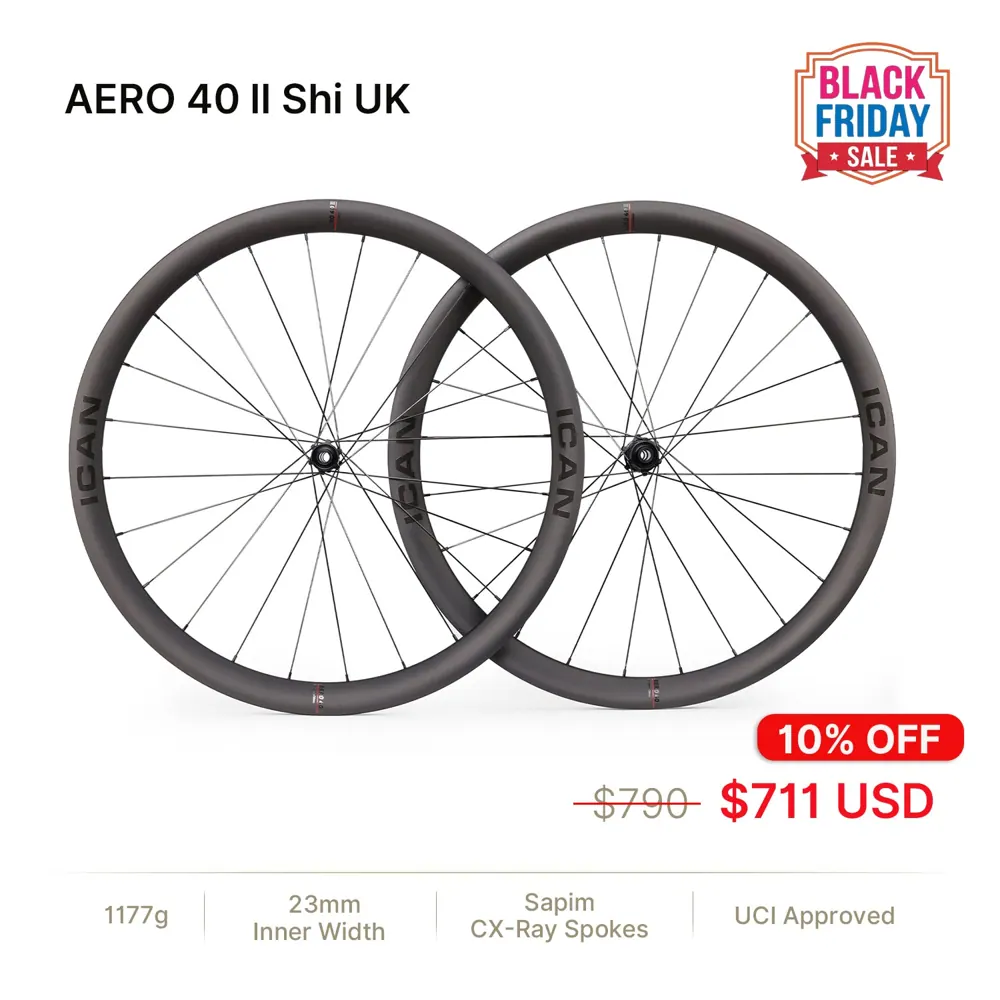 AERO 40 II Shi UK
BLACK
FRIDAY
SALE
ICAN
ICAN
ICAN
ICAN
10% OFF
$790 $711 USD
1177g
23mm
Inner Width
Sapim
CX-Ray Spokes
UCI Approved